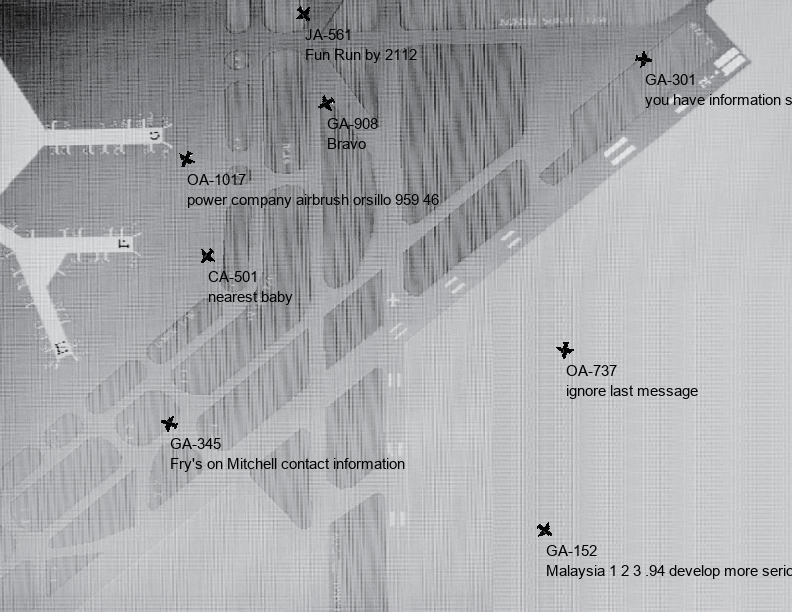 JA-561
Fun Run by 2112
GA-301
you have information s
GA-908
Bravo
OA-1017
power company airbrush orsillo 959 46
CA-501
nearest baby
OA-737
ignore last message
GA-345
Fry's on Mitchell contact information
GA-152
Malaysia 1 2 3 .94 develop more seric